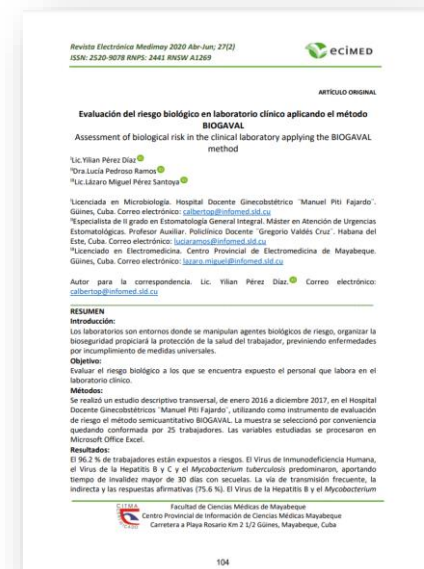 Revista Electrónica Medimay 2020 Abr-Jun; 27(2)
ISSN: 2520-9078 RNPS: 2441 RNSW A1269
ecimed
ARTÍCULO ORIGINAL
Evaluación del riesgo biológico en laboratorio clínico aplicando el método
BIOGAVAL
Assessment of biological risk in the clinical laboratory applying the BIOGAVAL
method
ILic.Yilian Pérez Díaz
IIDra.Lucía Pedroso Ramos
IIILic.Lázaro Miguel Pérez Santoya
ILicenciada en Microbiología. Hospital Docente Ginecobstétrico ¨Manuel Piti Fajardo¨.
Güines, Cuba. Correo electrónico: calbertop@infomed.sld.cu
IIEspecialista de II grado en Estomatología General Integral. Máster en Atención de Urgencias
Estomatológicas. Profesor Auxiliar. Policlínico Docente ¨Gregorio Valdés Cruz¨. Habana del
Este, Cuba. Correo electrónico: luciaramos@infomed.sld.cu
IIILicenciado en Electromedicina. Centro Provincial de Electromedicina de Mayabeque.
Güines, Cuba. Correo electrónico: lazaro.miguel@infomed.sld.cu
Autor para la correspondencia. Lic. Yilian Pérez Díaz. Correo electrónico:
calbertop@infomed.sld.cu
RESUMEN
Introducción:
Los laboratorios son entornos donde se manipulan agentes biológicos de riesgo, organizar la
bioseguridad propiciará la protección de la salud del trabajador, previniendo enfermedades
por incumplimiento de medidas universales.
Objetivo:
Evaluar el riesgo biológico a los que se encuentra expuesto el personal que labora en el
laboratorio clínico.
Métodos:
Se realizó un estudio descriptivo transversal, de enero 2016 a diciembre 2017, en el Hospital
Docente Ginecobstétricos ¨Manuel Piti Fajardo¨, utilizando como instrumento de evaluación
de riesgo el método semicuantitativo BIOGAVAL. La muestra se seleccionó por conveniencia
quedando conformada por 25 trabajadores. Las variables estudiadas se procesaron en
Microsoft Office Excel.
Resultados:
El 96.2 % de trabajadores están expuestos a riesgos. El Virus de Inmunodeficiencia Humana,
el Virus de la Hepatitis B y C y el Mycobacterium tuberculosis predominaron, aportando
tiempo de invalidez mayor de 30 días con secuelas. La vía de transmisión frecuente, la
indirecta y las respuestas afirmativas (75.6 %). El Virus de la Hepatitis B y el Mycobacterium
CITMA
Facultad de Ciencias Médicas de Mayabeque
Centro Provincial de Información de Ciencias Médicas Mayabeque
Carretera a Playa Rosario Km 2 1/2 Güines, Mayabeque, Cuba
104